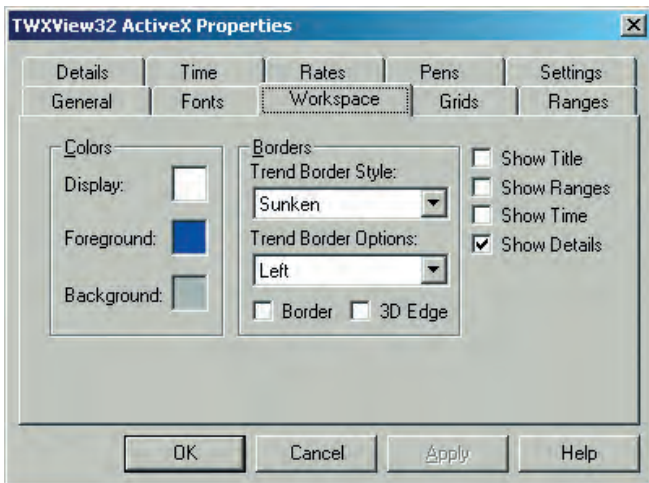 TWXView32 ActiveX Properties
Details Time Rates Pens Settings
General Fonts Workspace Grids Ranges
Colors
Display:
Foreground:
Background:
Borders
Trend Border Style:
Sunken
Trend Border Options:
Left
Border 3D Edge
Show Title
Show Ranges
Show Time
Show Details
OK Cancel Apply Help